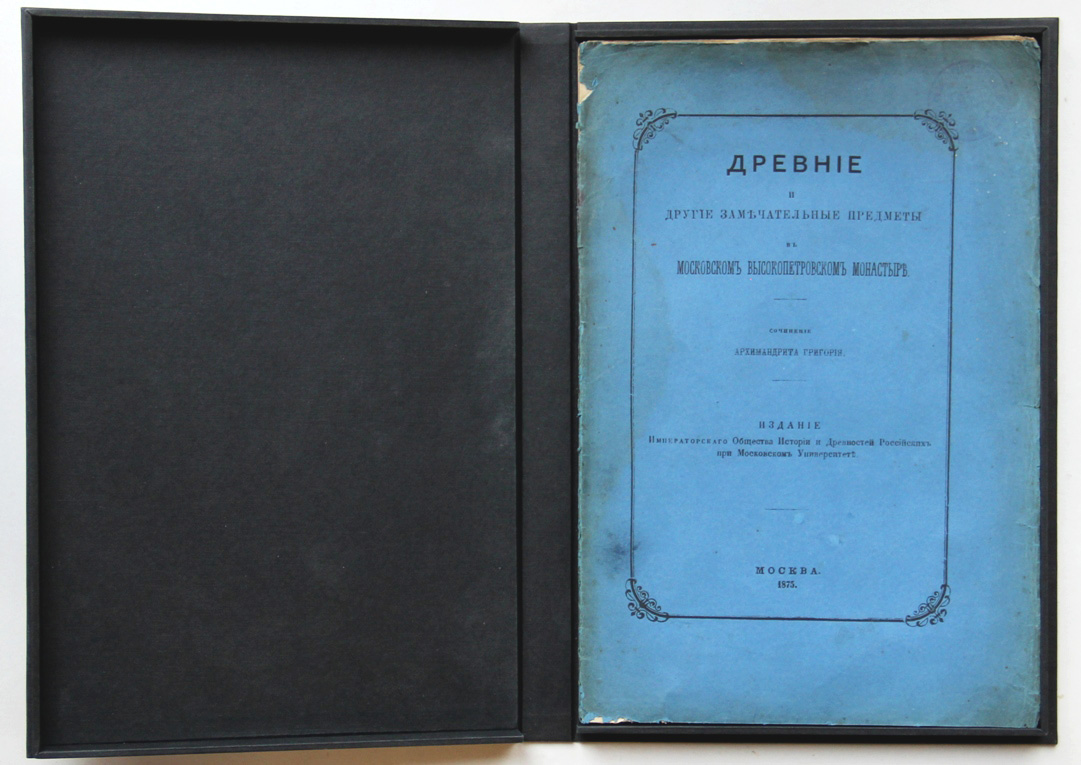 ДРЕВНІЕ
И
ДРУГІЕ ЗАМѢЧАТЕЛЬНЫЕ ПРЕДМЕТЫ
ВЪ
МОСКОВСКОМЪ ВЫСОКОПЕТРОВСКОМЪ МОНАСТЫРѢ.
СОЧИНЕНІЕ
АРХИМАНДРИТА ГРИГОРІЯ.
ИЗДАНІЕ
ИМПЕРАТОРСКАГО Общества Исторіи и Древностей Россійскихъ
при Московскомъ Университетѣ.
МОСКВА.
1875.